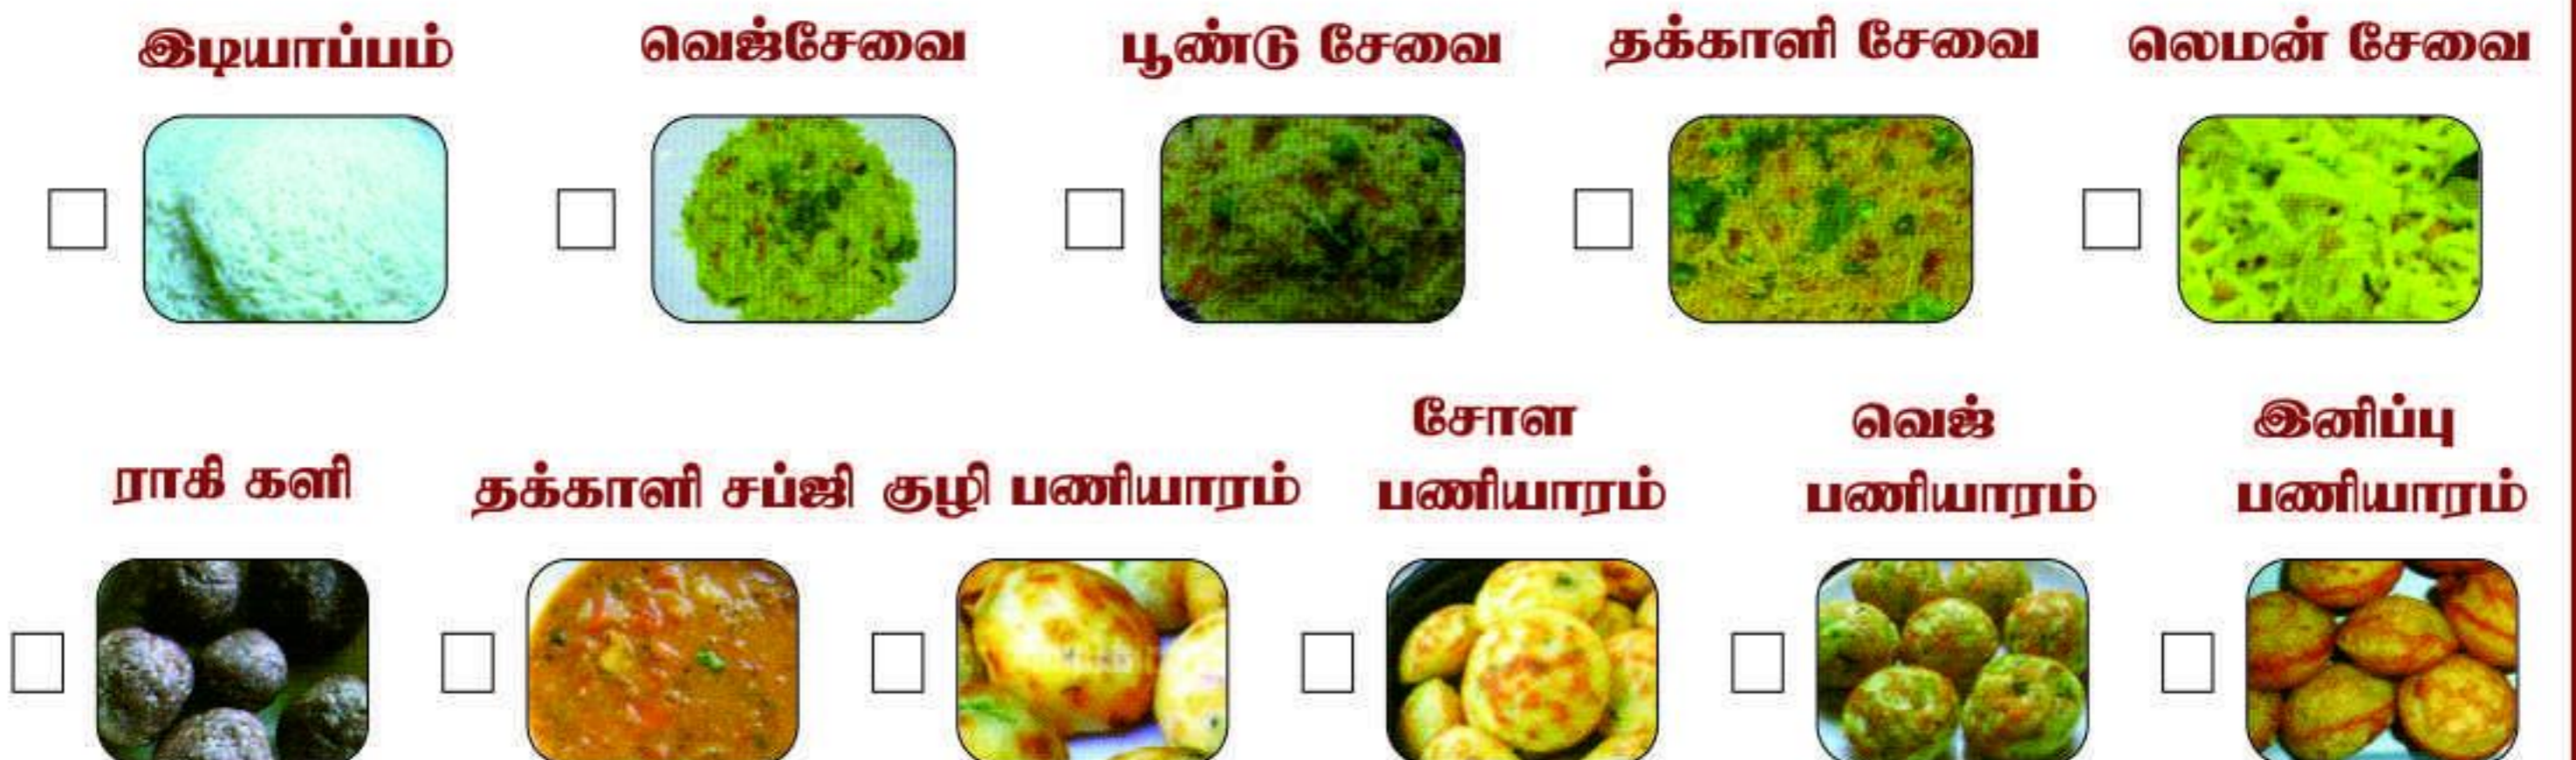 இடியாப்பம் வெஜ்சேவை பூண்டு சேவை தக்காளி சேவை லெமன் சேவை
ராகி களி தக்காளி சப்ஜி குழி பணியாரம் சோள பணியாரம் வெஜ் பணியாரம் இனிப்பு பணியாரம்